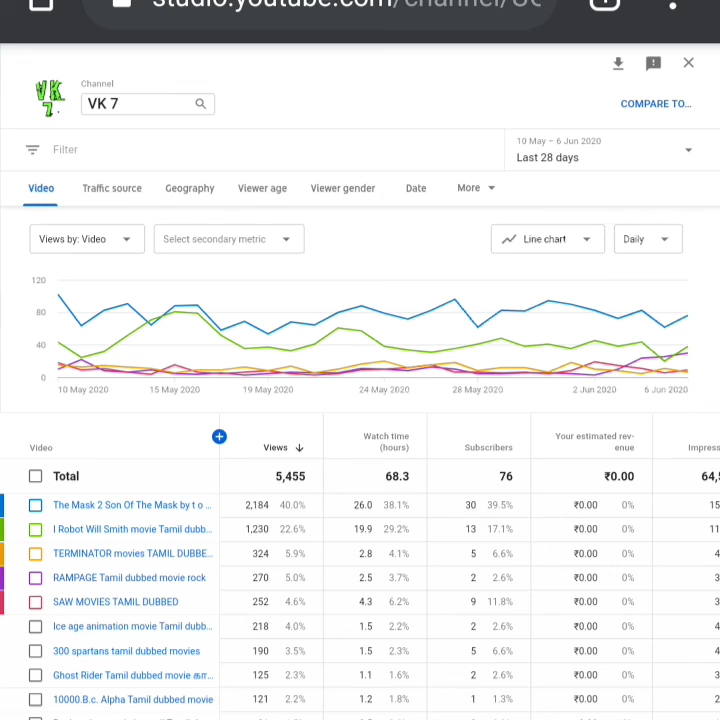 studio.youtube.com/channel/UC
VK 7.
Channel
VK 7
COMPARE TO...
Filter
10 May – 6 Jun 2020
Last 28 days
Video Traffic source Geography Viewer age Viewer gender Date More
Views by: Video Select secondary metric Line chart Daily
120
80
40
0
10 May 2020 15 May 2020 19 May 2020 24 May 2020 28 May 2020 2 Jun 2020 6 Jun 2020
Video Views Watch time (hours) Subscribers Your estimated rev- enue Impress
Total 5,455 68.3 76 ₹0.00 64,5
The Mask 2 Son Of The Mask by t o ... 2,184 40.0% 26.0 38.1% 30 39.5% ₹0.00 0% 15
I Robot Will Smith movie Tamil dubb... 1,230 22.6% 19.9 29.2% 13 17.1% ₹0.00 0% 11
TERMINATOR movies TAMIL DUBBE... 324 5.9% 2.8 4.1% 5 6.6% ₹0.00 0% 4
RAMPAGE Tamil dubbed movie rock 270 5.0% 2.5 3.7% 2 2.6% ₹0.00 0% 3
SAW MOVIES TAMIL DUBBED 252 4.6% 4.3 6.2% 9 11.8% ₹0.00 0% 3
Ice age animation movie Tamil dubb... 218 4.0% 1.5 2.2% 2 2.6% ₹0.00 0% 4
300 spartans tamil dubbed movies 190 3.5% 1.5 2.3% 5 6.6% ₹0.00 0% 4
Ghost Rider Tamil dubbed movie கா... 125 2.3% 1.1 1.6% 2 2.6% ₹0.00 0% 3
10000.B.c. Alpha Tamil dubbed movie 121 2.2% 1.2 1.8% 1 1.3% ₹0.00 0% 2